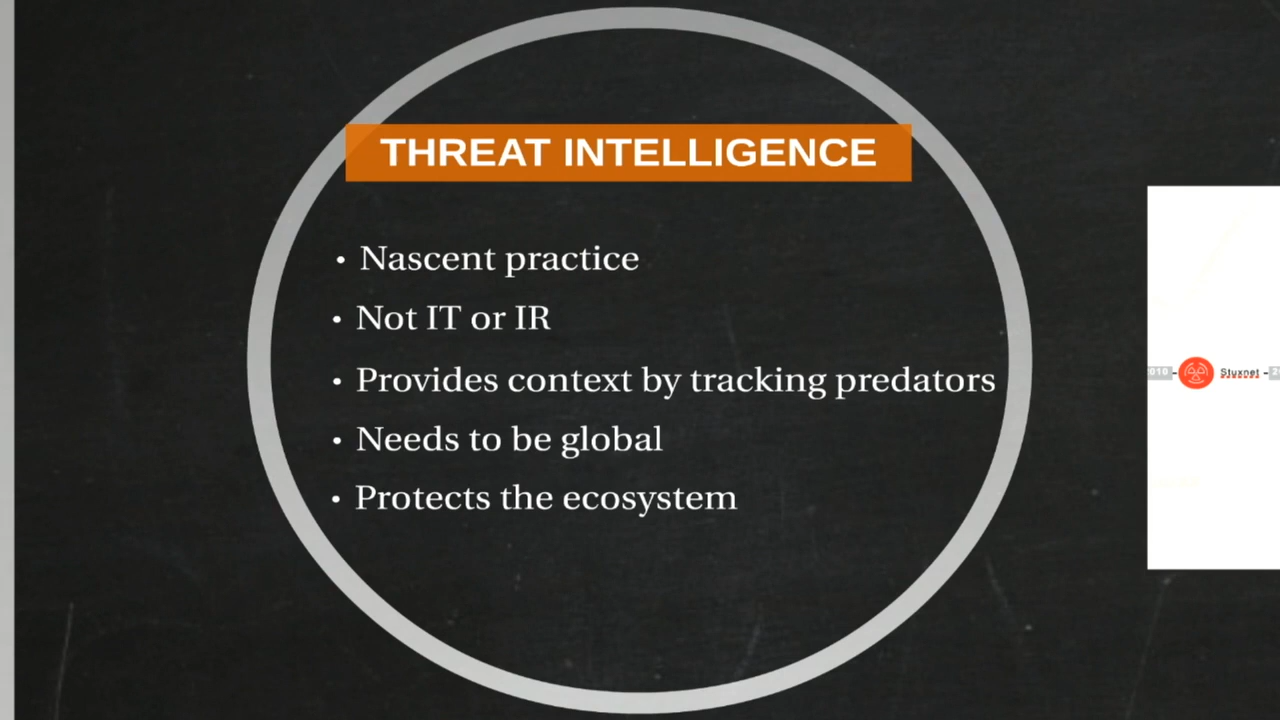 THREAT INTELLIGENCE
• Nascent practice
• Not IT or IR
• Provides context by tracking predators
• Needs to be global
• Protects the ecosystem
2010 - Stuxnet -